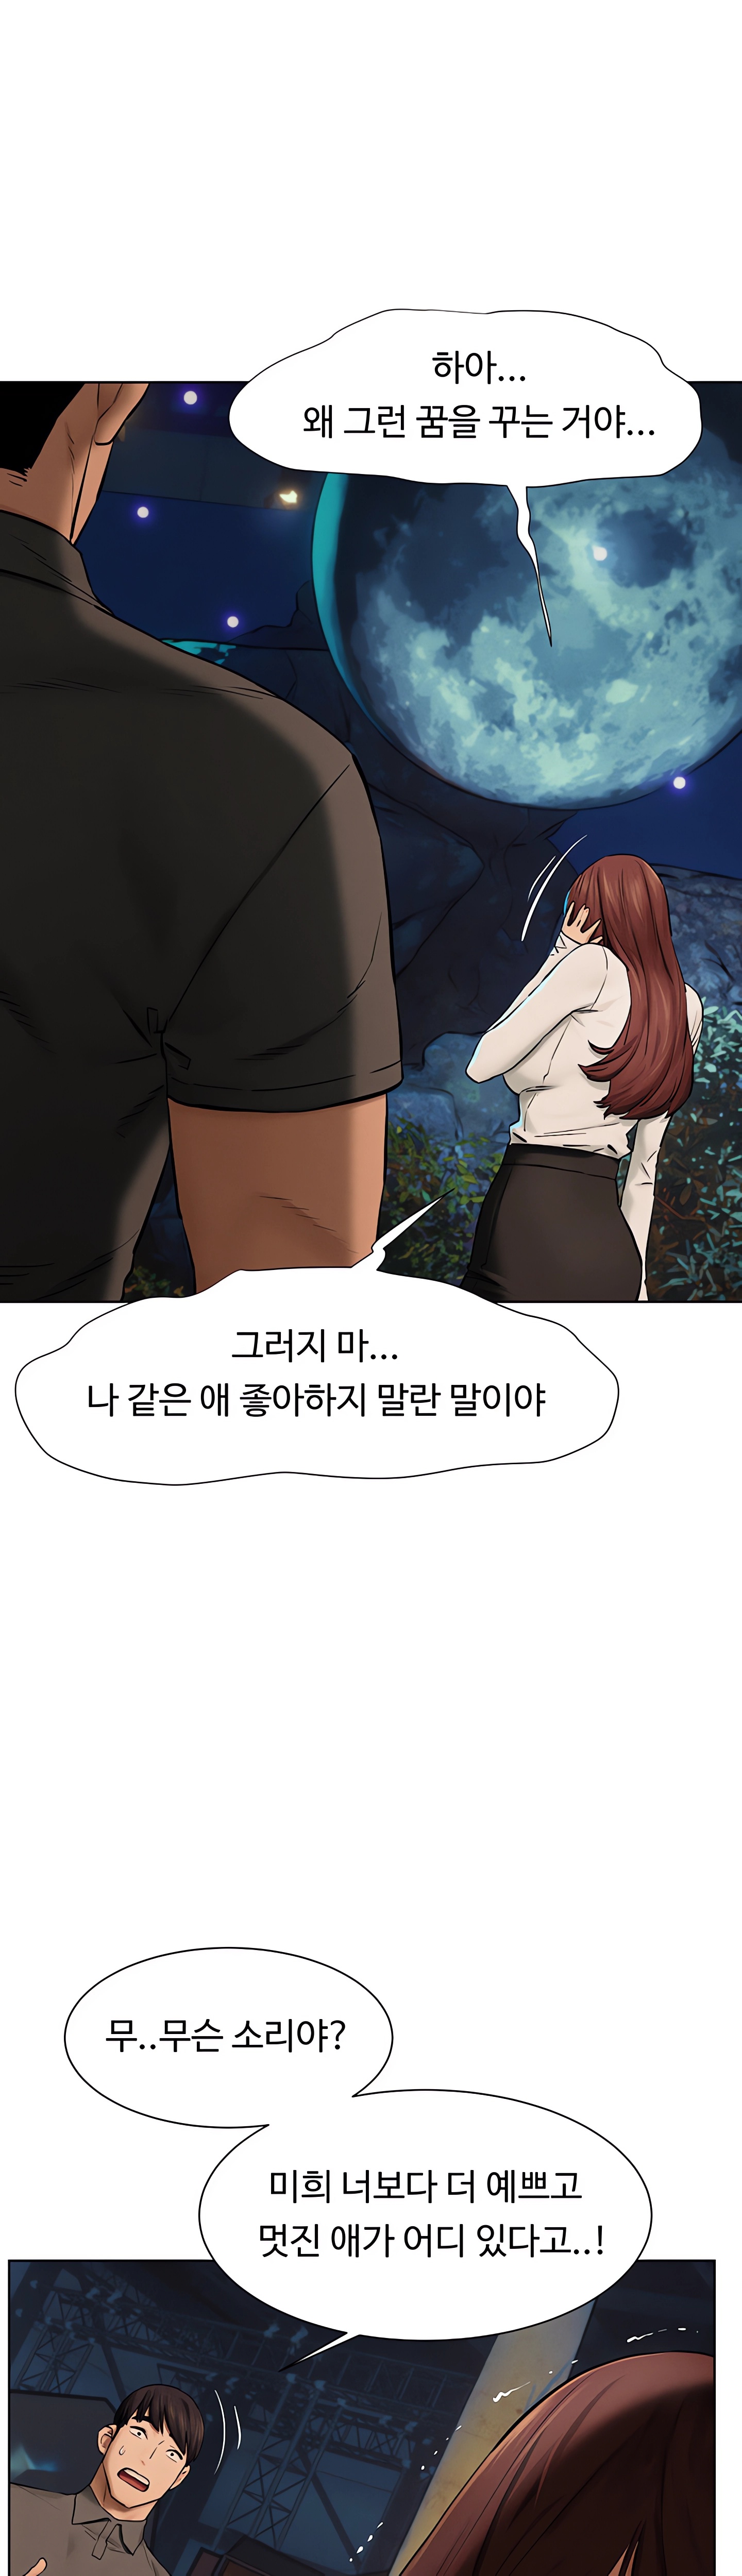 하아...
왜 그런 꿈을 꾸는 거야...
그러지 마...
나 같은 애 좋아하지 말란 말이야
무..무슨 소리야?
미희 너보다 더 예쁘고
멋진 애가 어디 있다고..!